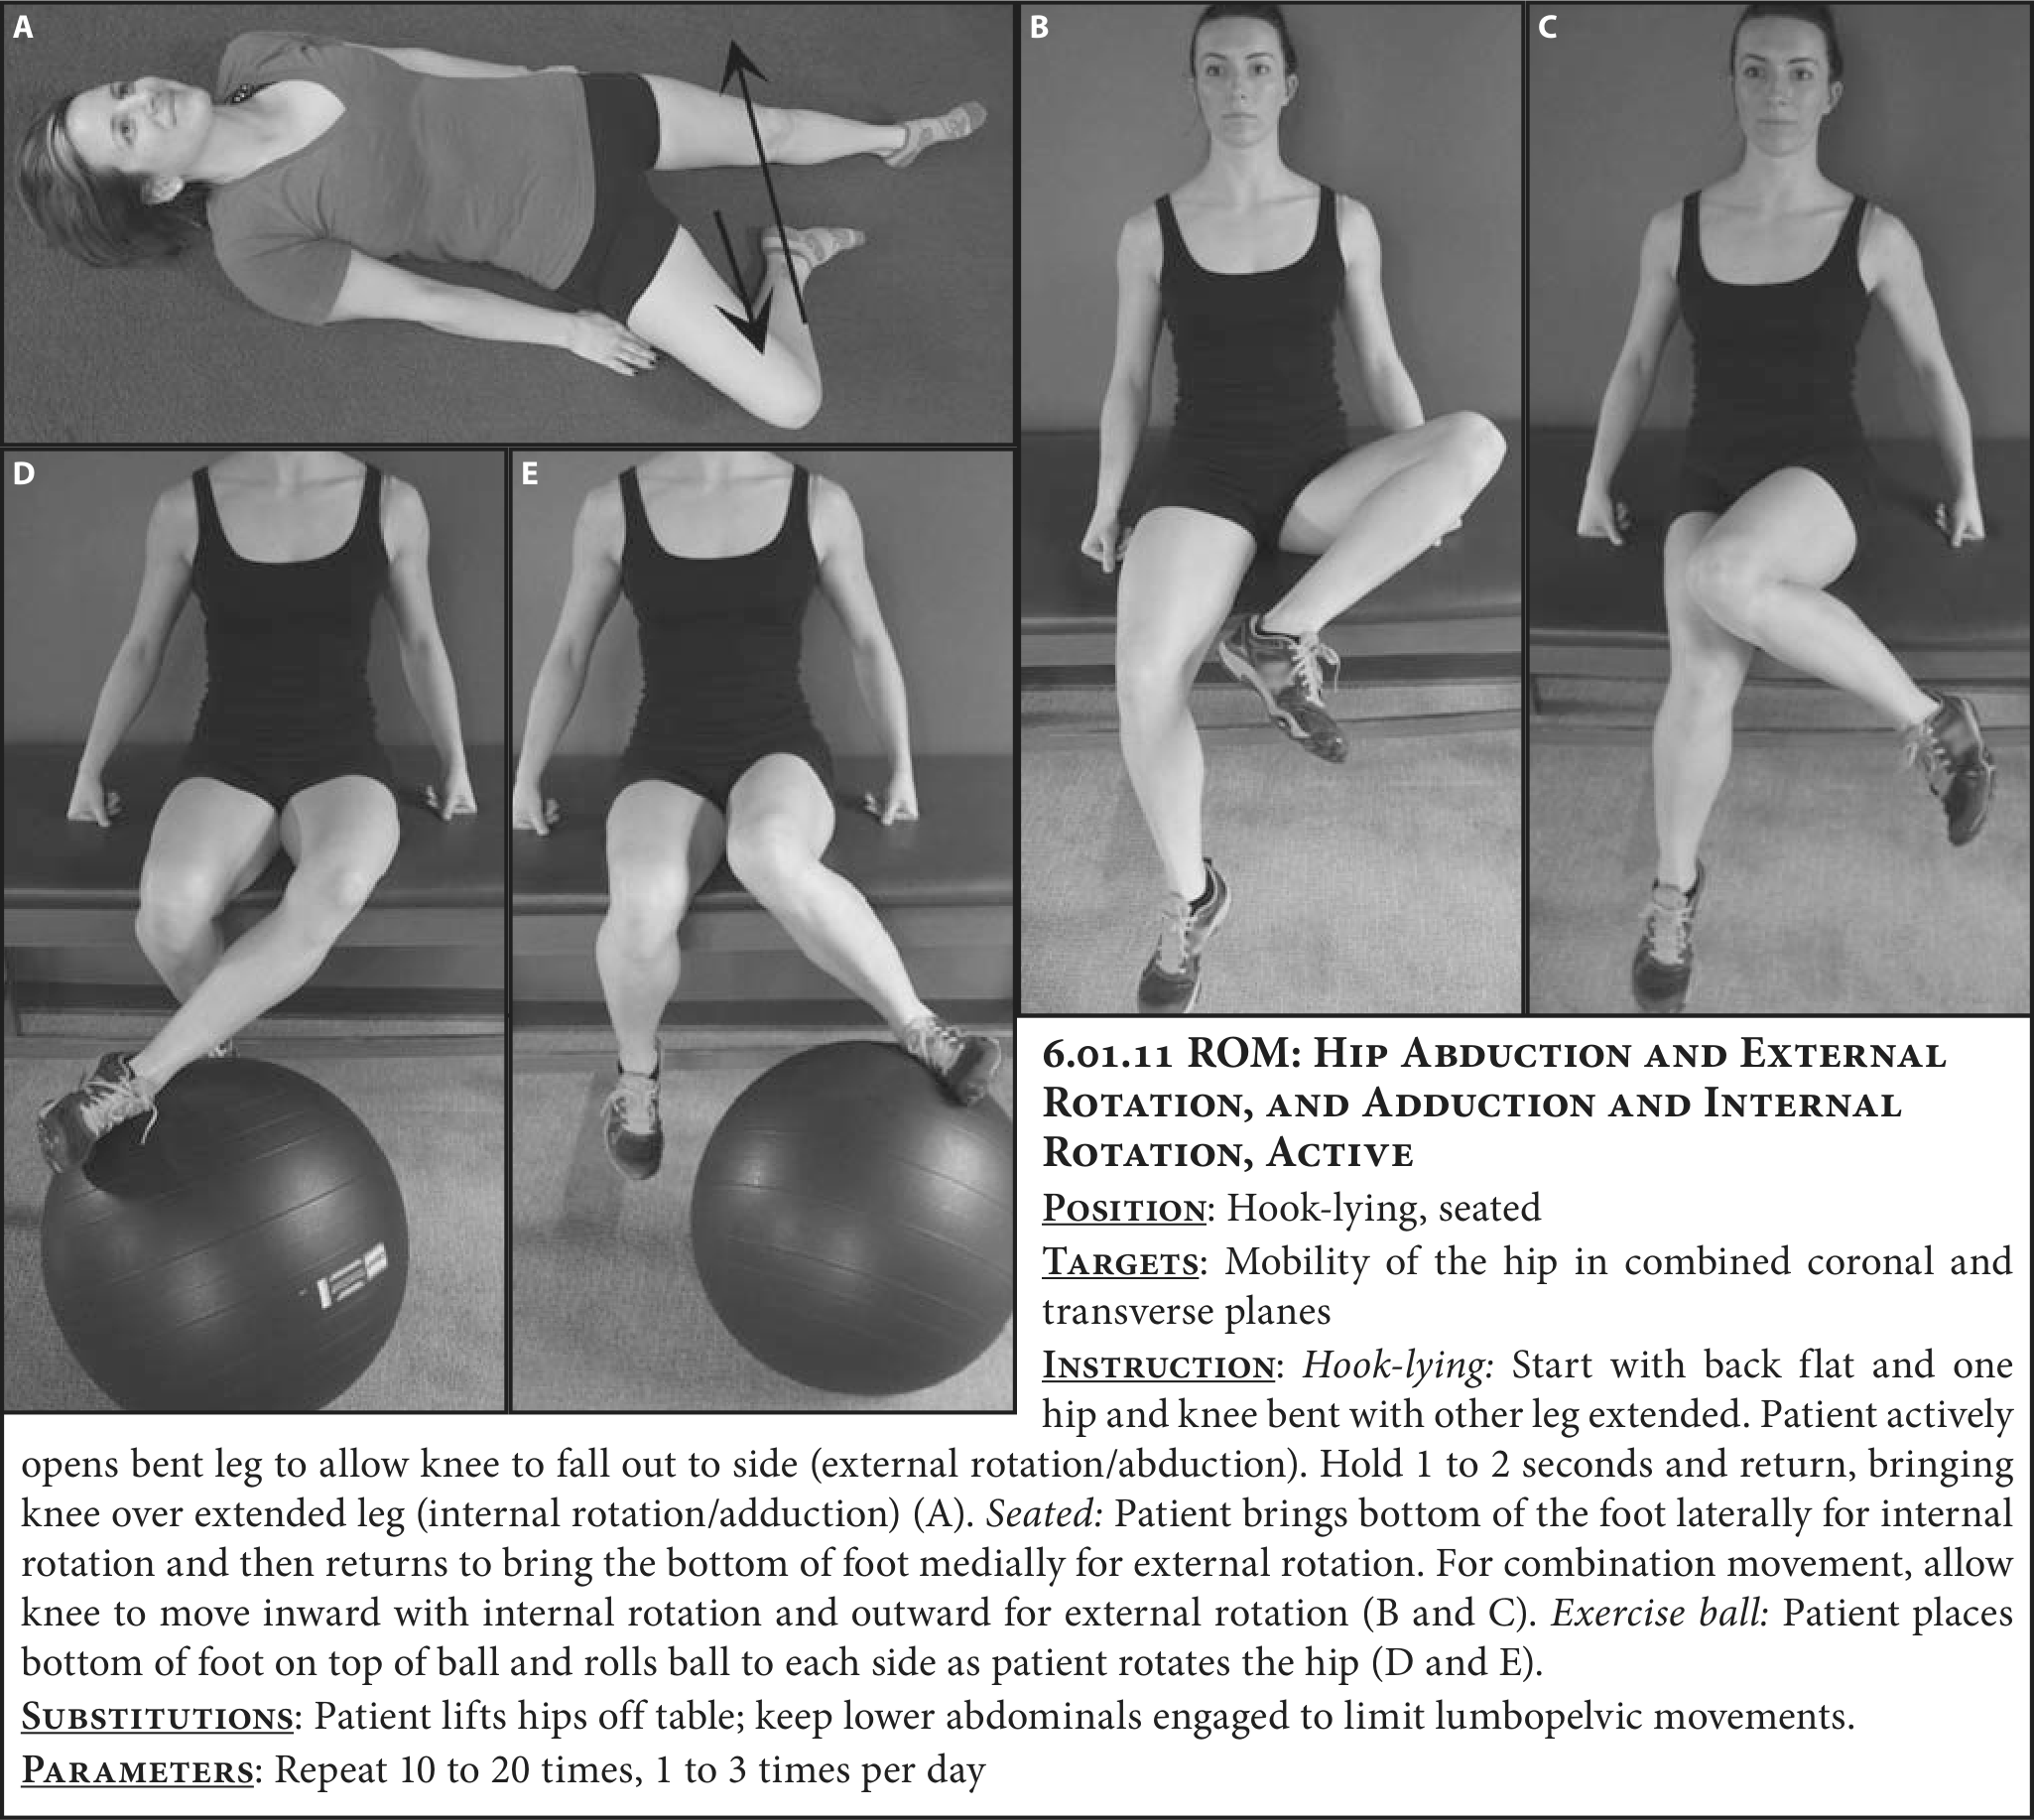 A
B
C
D
E
6.01.11 ROM: Hip Abduction and External
Rotation, and Adduction and Internal
Rotation, Active
Position: Hook-lying, seated
Targets: Mobility of the hip in combined coronal and
transverse planes
Instruction: Hook-lying: Start with back flat and one
hip and knee bent with other leg extended. Patient actively
opens bent leg to allow knee to fall out to side (external rotation/abduction). Hold 1 to 2 seconds and return, bringing
knee over extended leg (internal rotation/adduction) (A). Seated: Patient brings bottom of the foot laterally for internal
rotation and then returns to bring the bottom of foot medially for external rotation. For combination movement, allow
knee to move inward with internal rotation and outward for external rotation (B and C). Exercise ball: Patient places
bottom of foot on top of ball and rolls ball to each side as patient rotates the hip (D and E).
Substitutions: Patient lifts hips off table; keep lower abdominals engaged to limit lumbopelvic movements.
Parameters: Repeat 10 to 20 times, 1 to 3 times per day